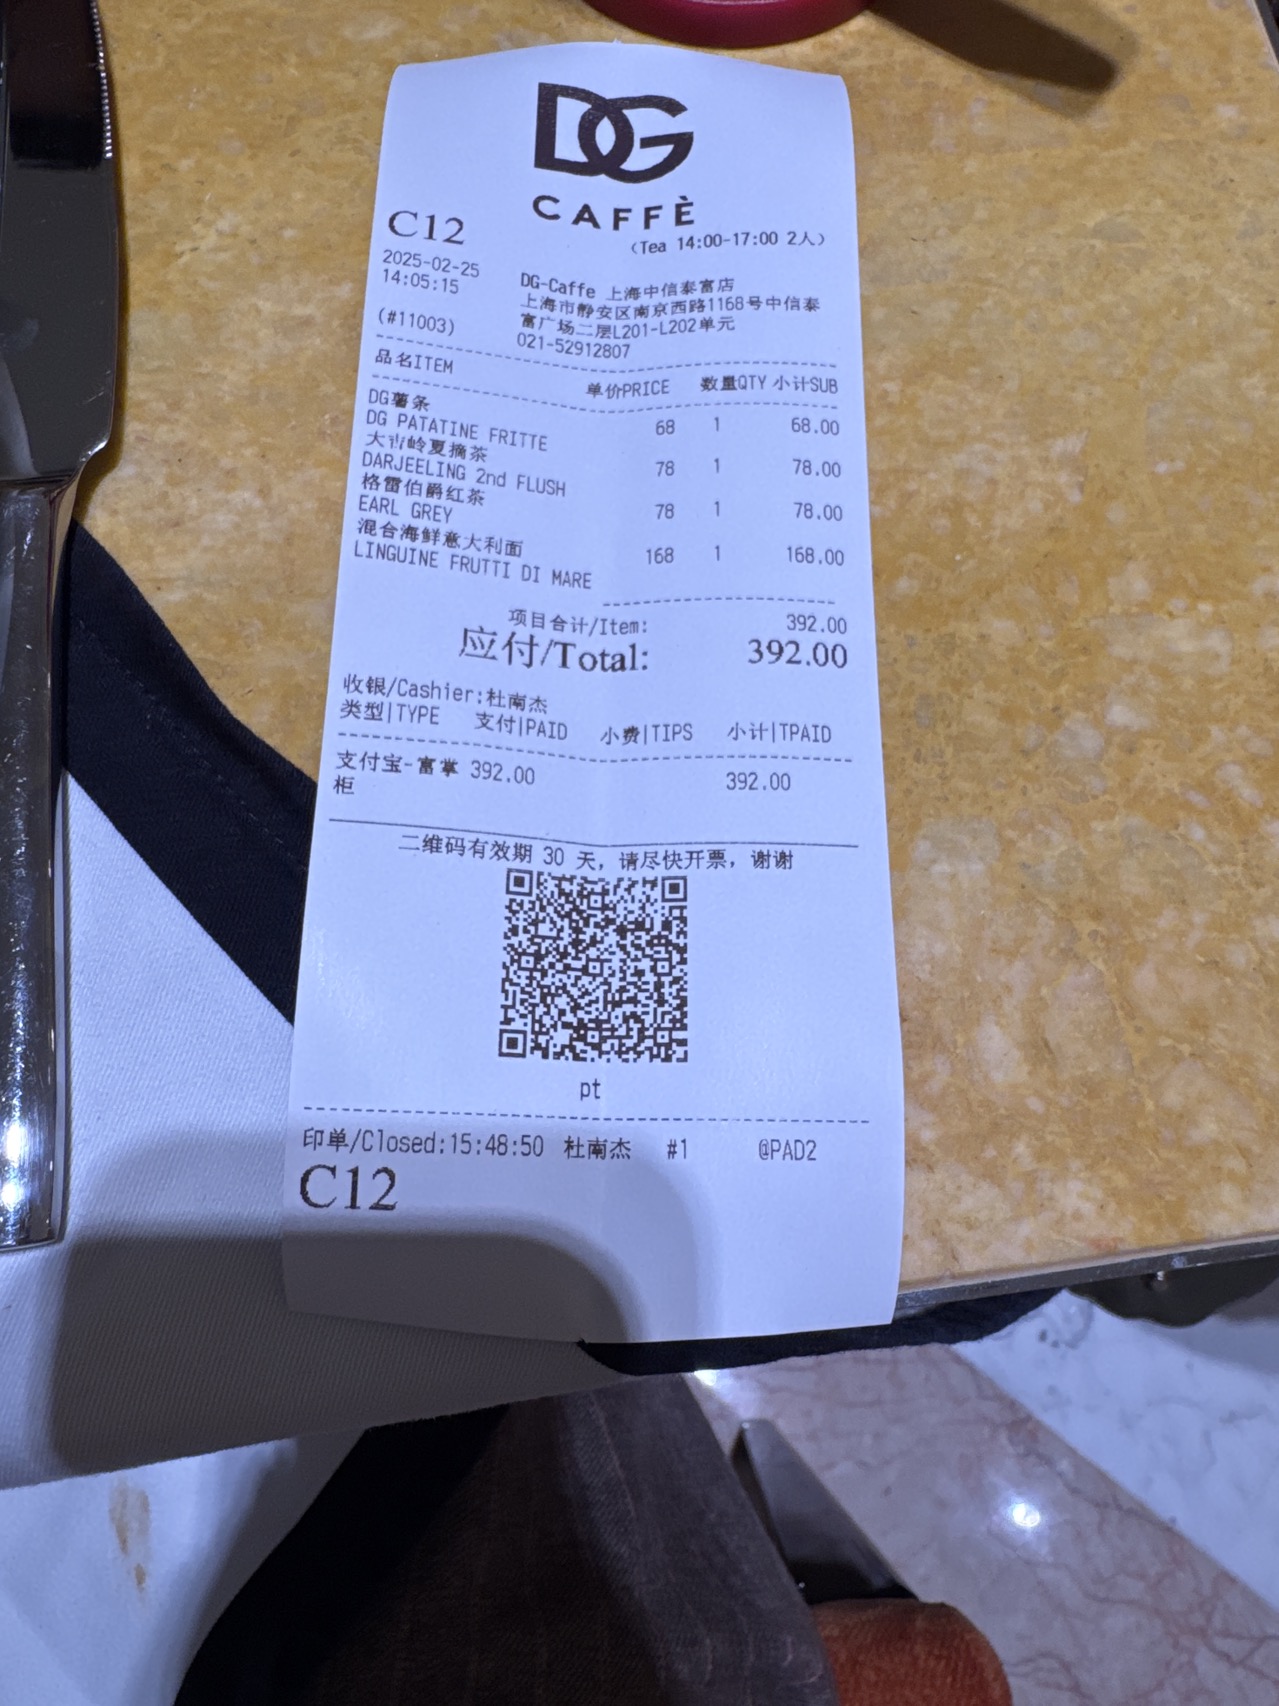 DG
CAFFÈ
C12
(Tea 14:00-17:00 2人)
2025-02-25
14:05:15
(#11003)
DG-Caffe 上海中信泰富店
上海市静安区南京西路1168号中信泰
富广场二层L201-L202单元
021-52912807
品名ITEM 单价PRICE 数量QTY 小计SUB
DG薯条
DG PATATINE FRITTE 68 1 68.00
大吉岭夏摘茶
DARJEELING 2nd FLUSH 78 1 78.00
格雷伯爵红茶
EARL GREY 78 1 78.00
混合海鲜意大利面
LINGUINE FRUTTI DI MARE 168 1 168.00
项目合计/Item: 392.00
应付/Total: 392.00
收银/Cashier:杜南杰
类型|TYPE 支付|PAID 小费|TIPS 小计|TPAID
支付宝-富掌 392.00 392.00
柜
二维码有效期 30 天，请尽快开票，谢谢
pt
印单/Closed:15:48:50 杜南杰 #1 @PAD2
C12